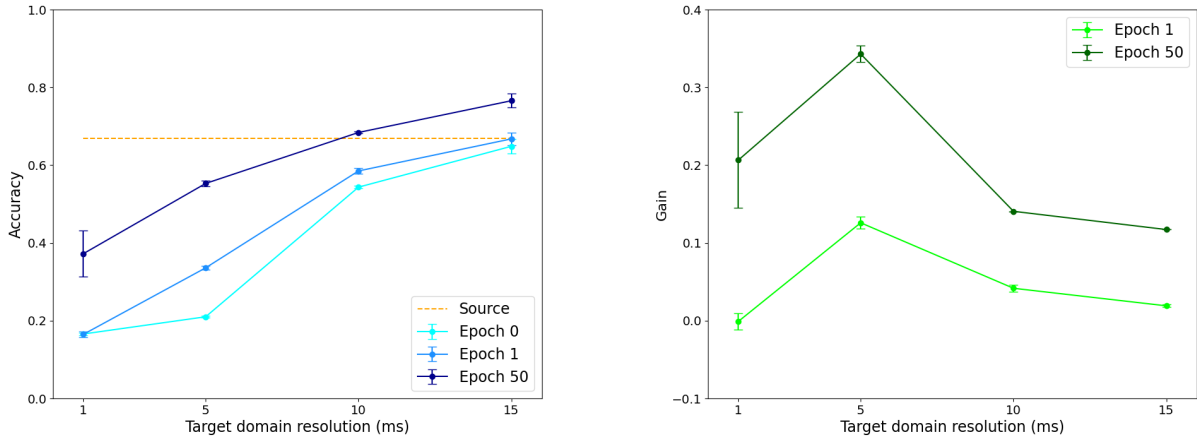 1.0
0.8
0.6
0.4
0.2
0.0
Accuracy
1 5 10 15
Target domain resolution (ms)
Source
Epoch 0
Epoch 1
Epoch 50
0.4
0.3
0.2
0.1
0.0
−0.1
Gain
1 5 10 15
Target domain resolution (ms)
Epoch 1
Epoch 50